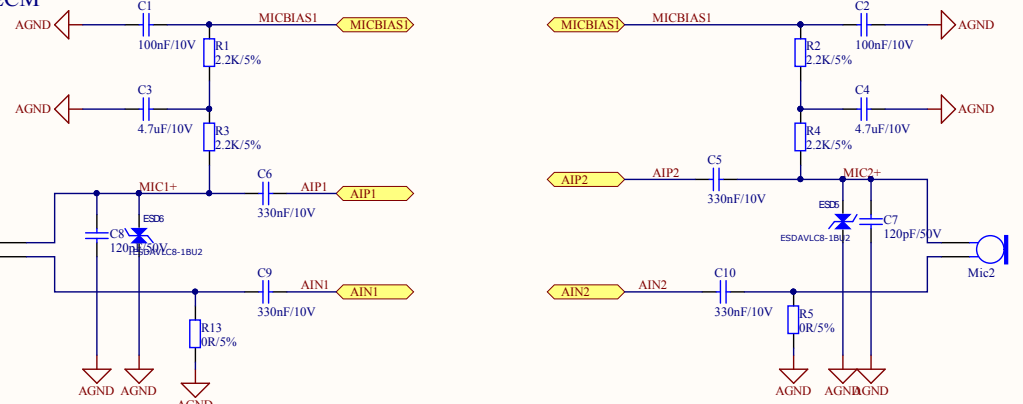 ECM
C1
C2
MICBIAS1
MICBIAS1
MICBIAS1
MICBIAS1
AGND
AGND
100nF/10V
R1
2.2K/5%
R2
2.2K/5%
100nF/10V
C3
C4
AGND
AGND
4.7uF/10V
R3
2.2K/5%
R4
2.2K/5%
4.7uF/10V
MIC1+
C6
AIP1
AIP1
330nF/10V
AIP2
AIP2
C5
330nF/10V
MIC2+
C8
120pF/50V
ESD6
ESDAVLC8-1BU2
ESD5
ESDAVLC8-1BU2
C7
120pF/50V
Mic2
C9
AIN1
AIN1
330nF/10V
AIN2
AIN2
C10
330nF/10V
R13
0R/5%
R5
0R/5%
AGND
AGND
AGND
AGND
AGND
AGND